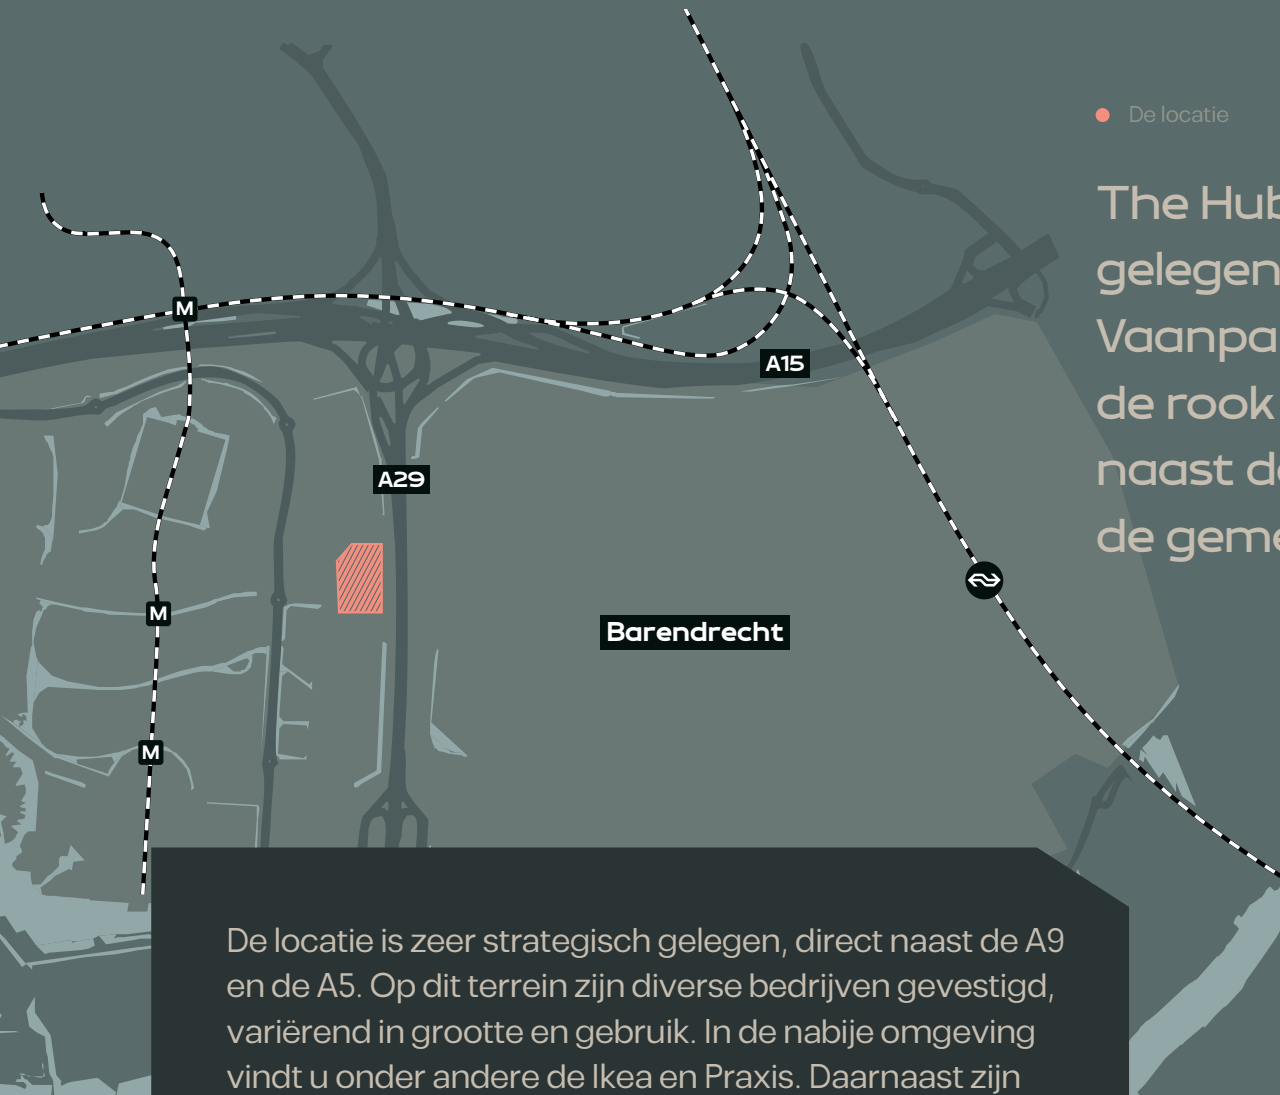 De locatie
The Hub
gelegen
Vaanpa
de rook
naast de
de geme
M
A15
A29
M
Barendrecht
M
De locatie is zeer strategisch gelegen, direct naast de A9
en de A5. Op dit terrein zijn diverse bedrijven gevestigd,
variërend in grootte en gebruik. In de nabije omgeving
vindt u onder andere de Ikea en Praxis. Daarnaast zijn